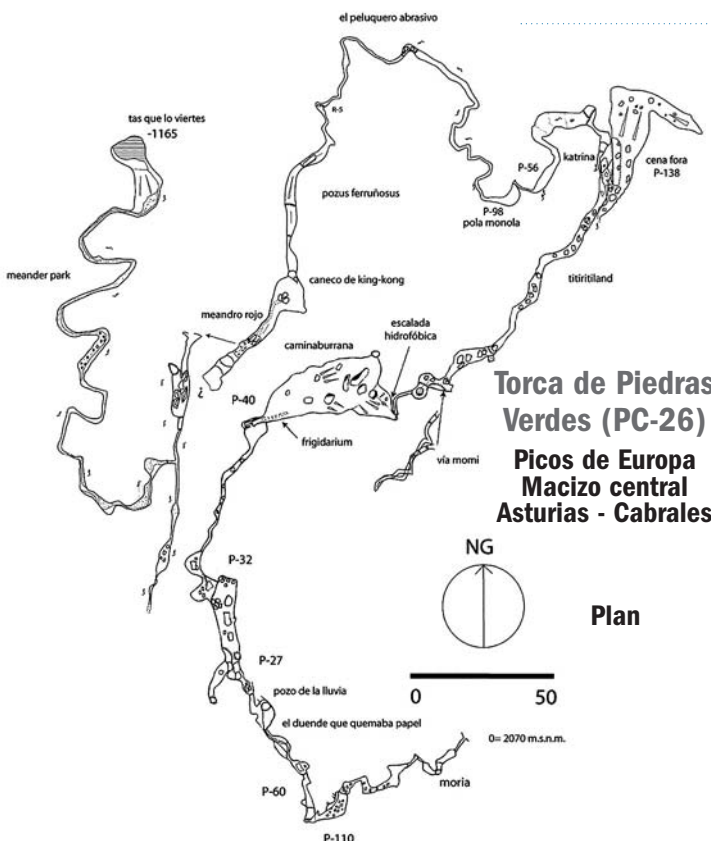 el peluquero abrasivo
tas que lo viertes
-1165
R-5
P-56
katrina
cena fora
P-138
pozus ferruñosus
P-98
pola monola
meander park
caneco de king-kong
titiritiland
meandro rojo
escalada
hidrofóbica
caminaburrana
P-40
frigidarium
vía momi
Torca de Piedras
Verdes (PC-26)
Picos de Europa
Macizo central
Asturias - Cabrales
NG
Plan
P-32
P-27
pozo de la lluvia
el duende que quemaba papel
0 50
0= 2070 m.s.n.m.
P-60
moria
P-110